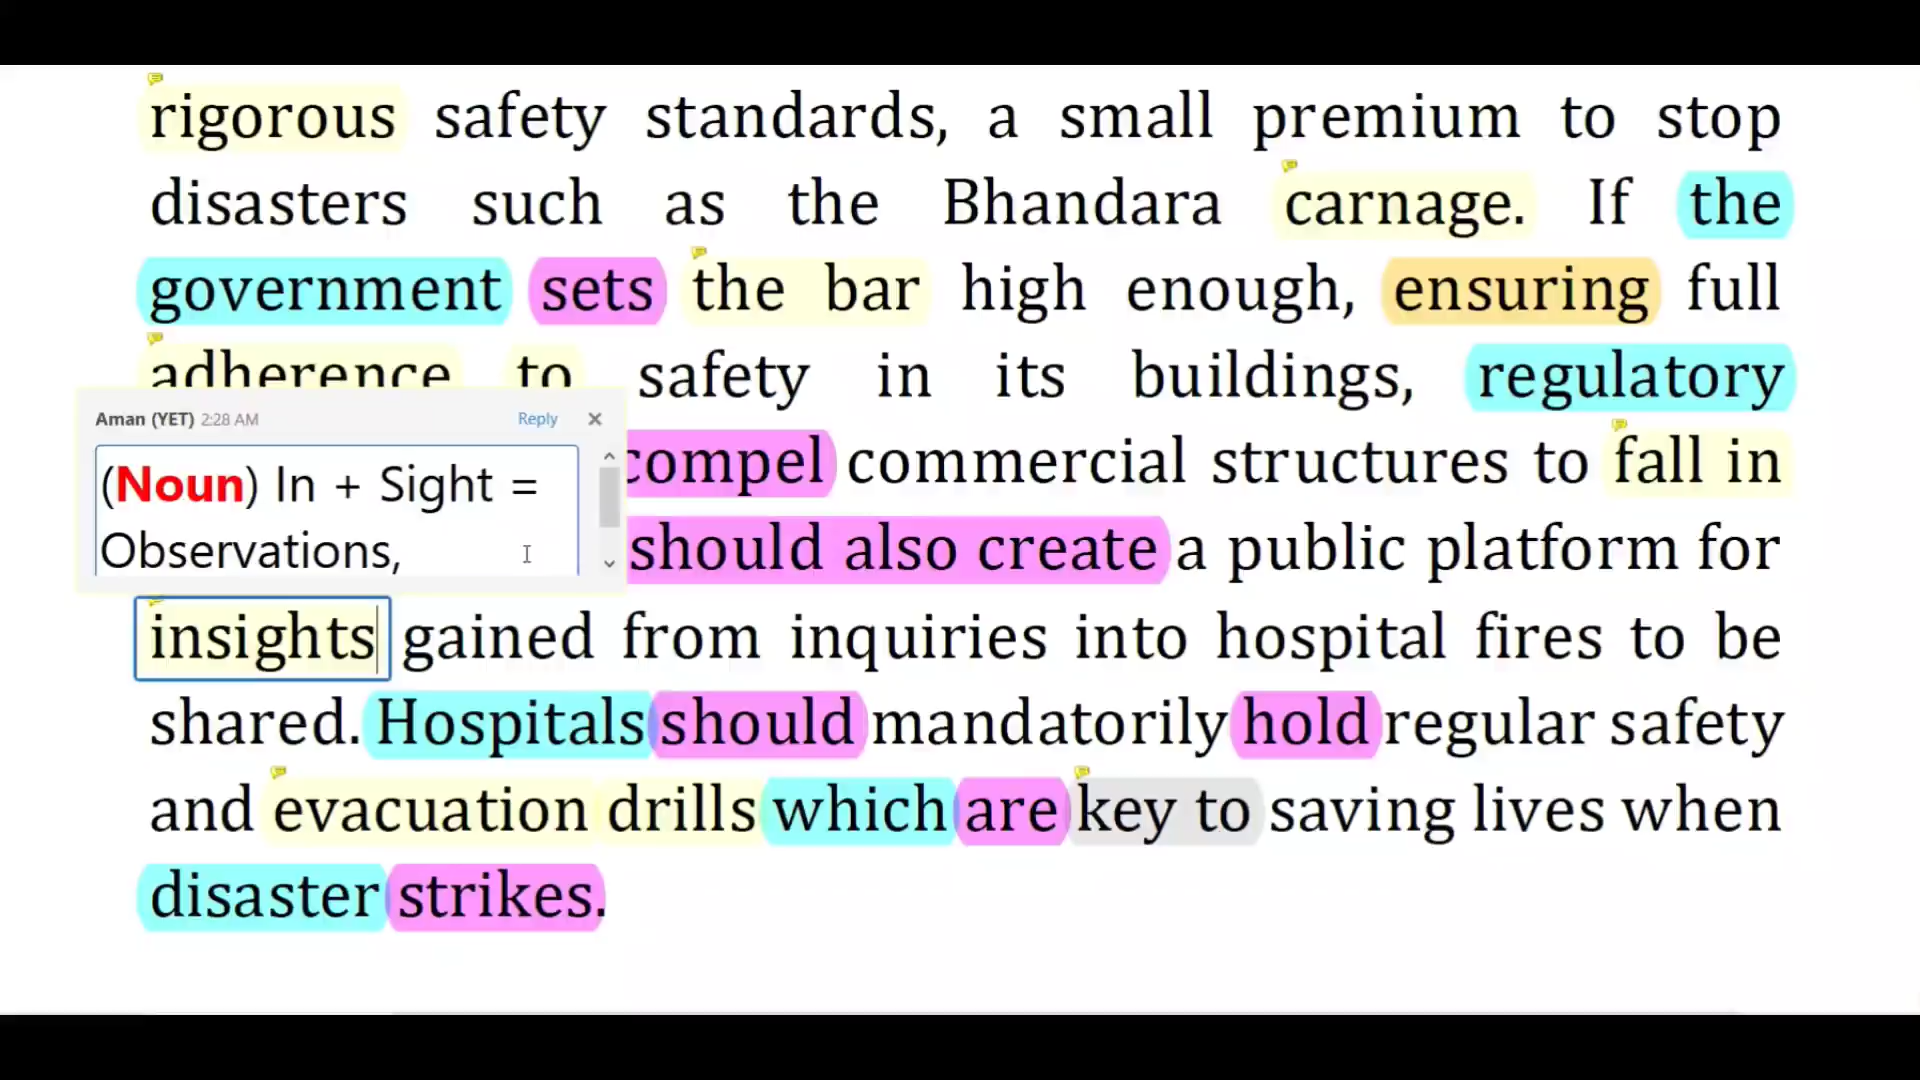 rigorous safety standards, a small premium to stop
disasters such as the Bhandara carnage. If the
government sets the bar high enough, ensuring full
adherence to safety in its buildings, regulatory
Aman (YET) 2:28 AM Reply
(Noun) In + Sight =
Observations,
compel commercial structures to fall in
should also create a public platform for
insights gained from inquiries into hospital fires to be
shared. Hospitals should mandatorily hold regular safety
and evacuation drills which are key to saving lives when
disaster strikes.